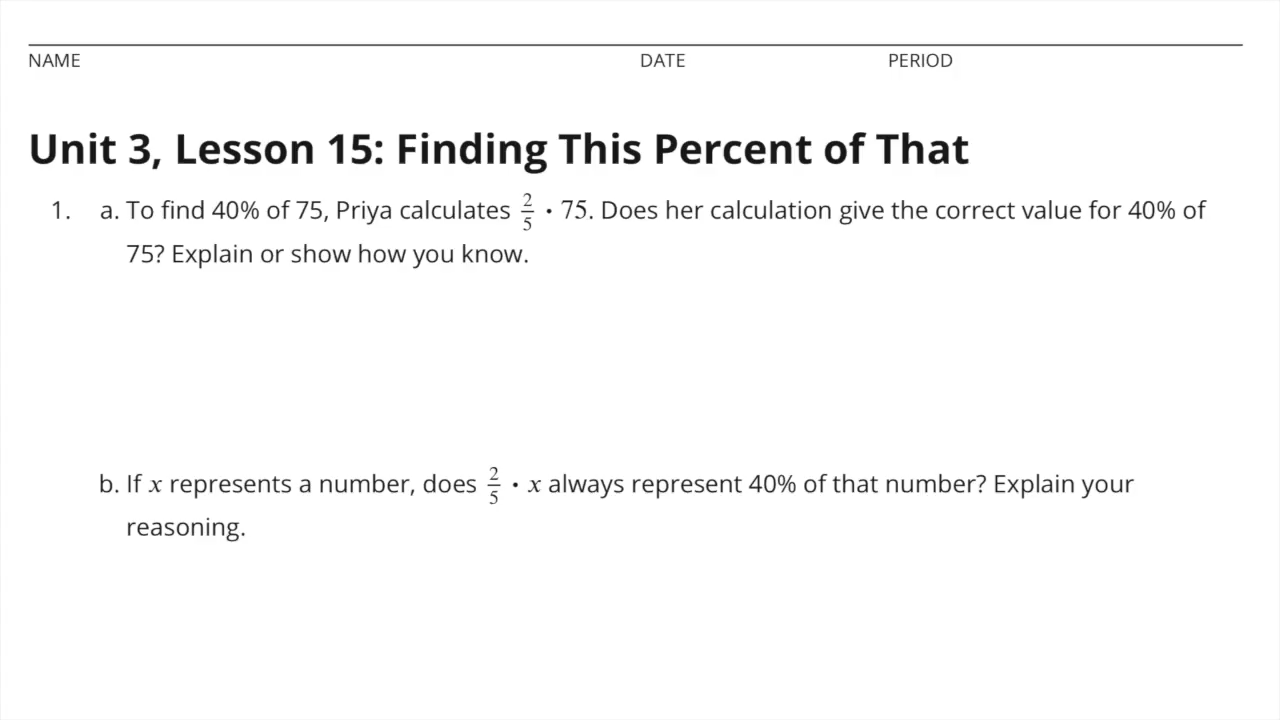 NAME DATE PERIOD
Unit 3, Lesson 15: Finding This Percent of That
1. a. To find 40% of 75, Priya calculates 2/5 · 75. Does her calculation give the correct value for 40% of
75? Explain or show how you know.
b. If x represents a number, does 2/5 · x always represent 40% of that number? Explain your
reasoning.